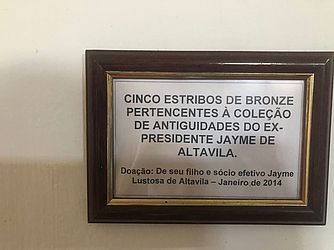 CINCO ESTRIBOS DE BRONZE
PERTENCENTES À COLEÇÃO
DE ANTIGUIDADES DO EX-
PRESIDENTE JAYME DE
ALTAVILA.
Doação: De seu filho e sócio efetivo Jayme
Lustosa de Altavila – Janeiro de 2014